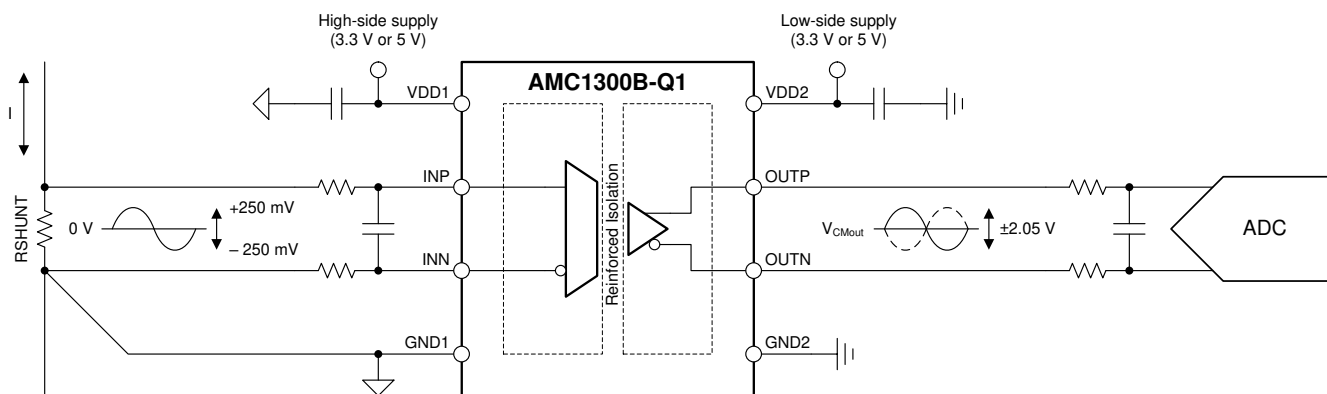 High-side supply
(3.3 V or 5 V)
Low-side supply
(3.3 V or 5 V)
AMC1300B-Q1
VDD1
VDD2
I
INP
OUTP
RSHUNT
0 V
+250 mV
– 250 mV
Reinforced Isolation
VCMout
±2.05 V
ADC
INN
OUTN
GND1
GND2